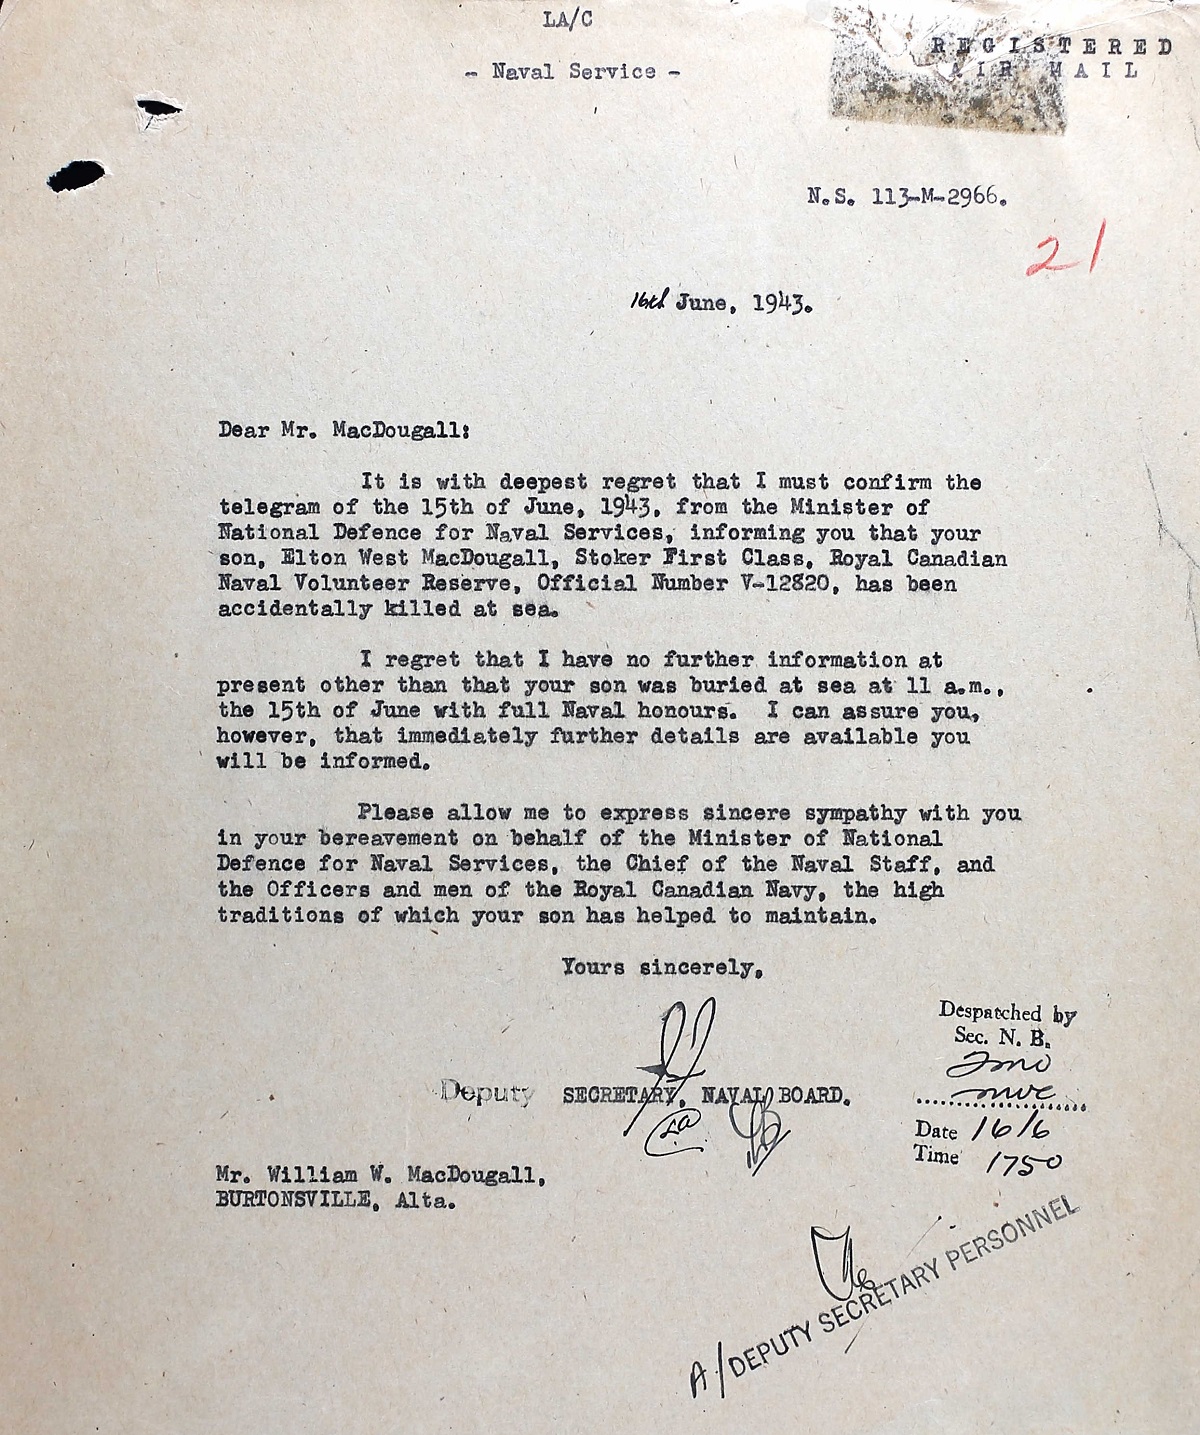 LA/C
- Naval Service -
REGISTERED
AIR MAIL
N.S. 113-M-2966.
21
16th June, 1943.
Dear Mr. MacDougall:
It is with deepest regret that I must confirm the
telegram of the 15th of June, 1943, from the Minister of
National Defence for Naval Services, informing you that your
son, Elton West MacDougall, Stoker First Class, Royal Canadian
Naval Volunteer Reserve, Official Number V-12820, has been
accidentally killed at sea.
I regret that I have no further information at
present other than that your son was buried at sea at 11 a.m.,
the 15th of June with full Naval honours. I can assure you,
however, that immediately further details are available you
will be informed.
Please allow me to express sincere sympathy with you
in your bereavement on behalf of the Minister of National
Defence for Naval Services, the Chief of the Naval Staff, and
the Officers and men of the Royal Canadian Navy, the high
traditions of which your son has helped to maintain.
Yours sincerely,
Despatched by
Sec. N. B.
Deputy SECRETARY, NAVAL BOARD.
Date 16/6
Time 1750
Mr. William W. MacDougall,
BURTONSVILLE, Alta.
A/DEPUTY SECRETARY PERSONNEL